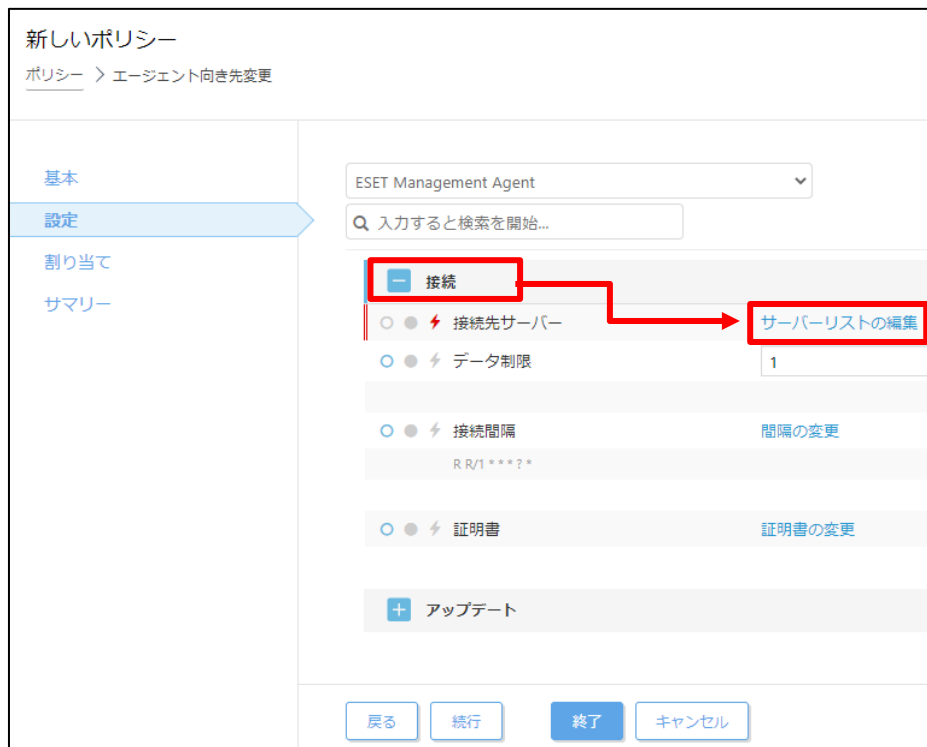 新しいポリシー
ポリシー > エージェント向き先変更
基本
設定
割り当て
サマリー
ESET Management Agent
入力すると検索を開始...
接続
接続先サーバー サーバーリストの編集
データ制限 1
接続間隔 間隔の変更
R R/1 * * * ? *
証明書 証明書の変更
アップデート
戻る 続行 終了 キャンセル